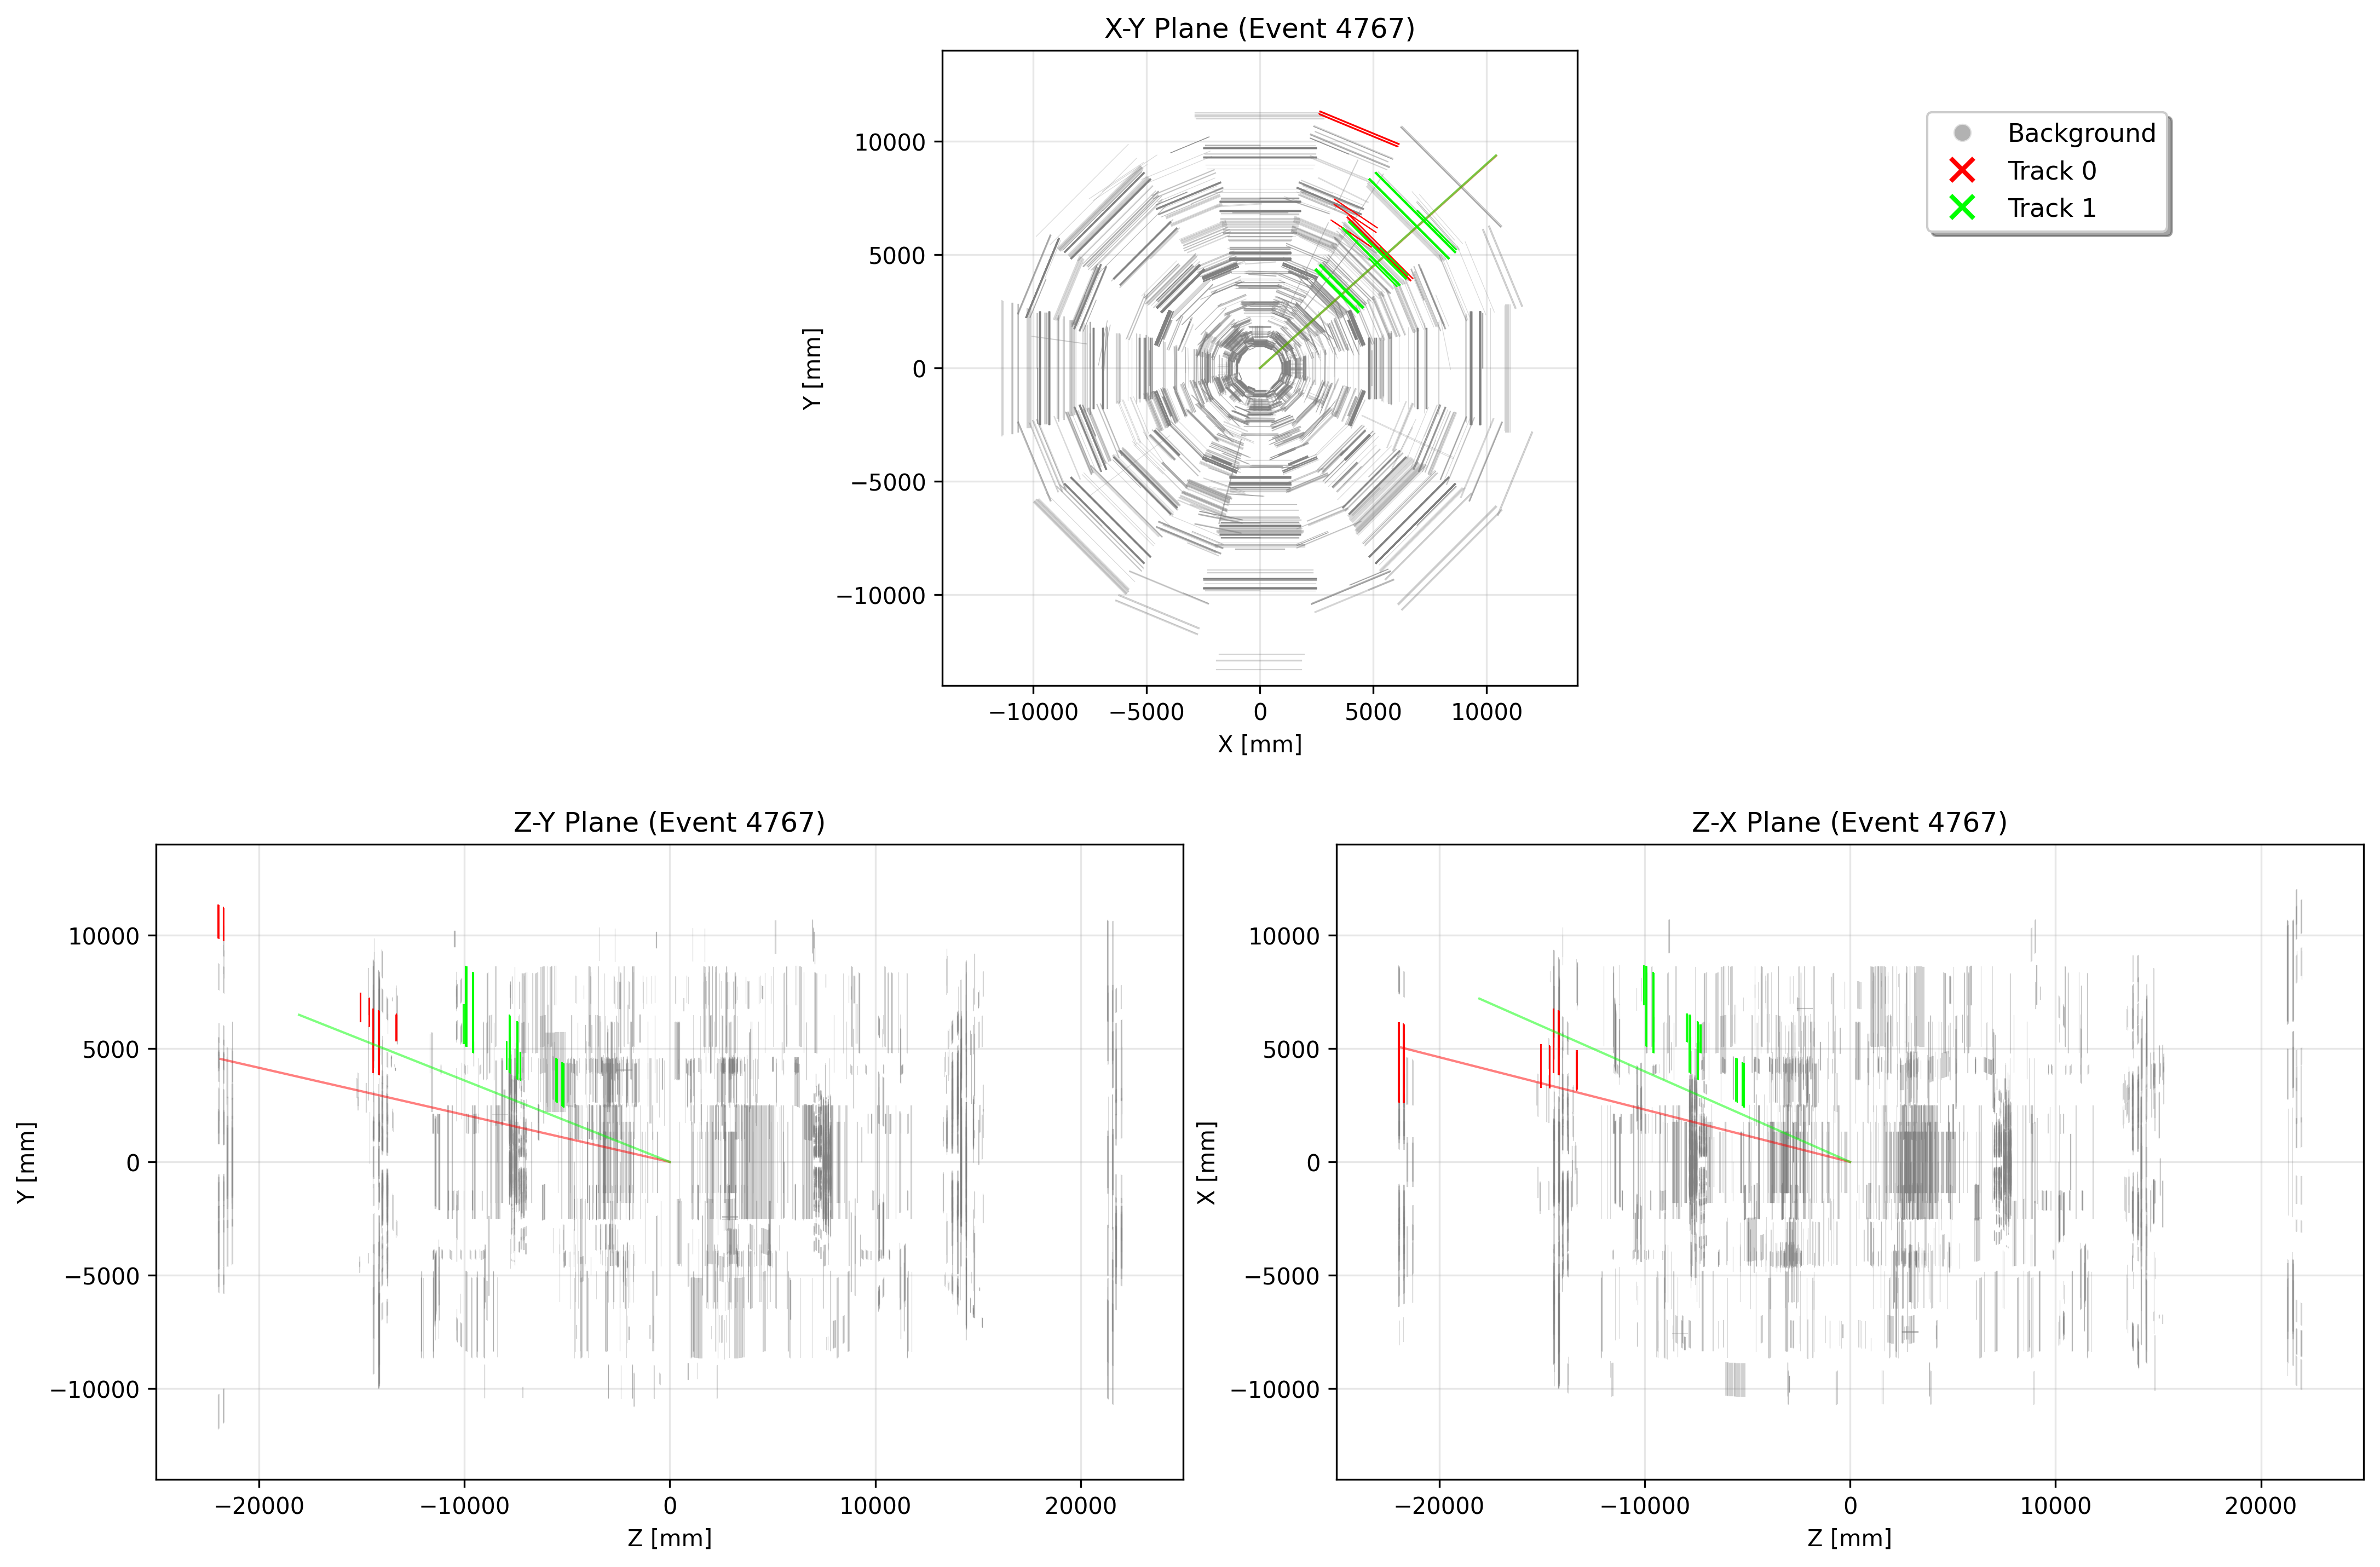 X-Y Plane (Event 4767)
Background
Track 0
Track 1
10000
5000
0
−5000
−10000
Y [mm]
−10000 −5000 0 5000 10000
X [mm]
Z-Y Plane (Event 4767)
10000
5000
0
−5000
−10000
Y [mm]
−20000 −10000 0 10000 20000
Z [mm]
Z-X Plane (Event 4767)
10000
5000
0
−5000
−10000
X [mm]
−20000 −10000 0 10000 20000
Z [mm]